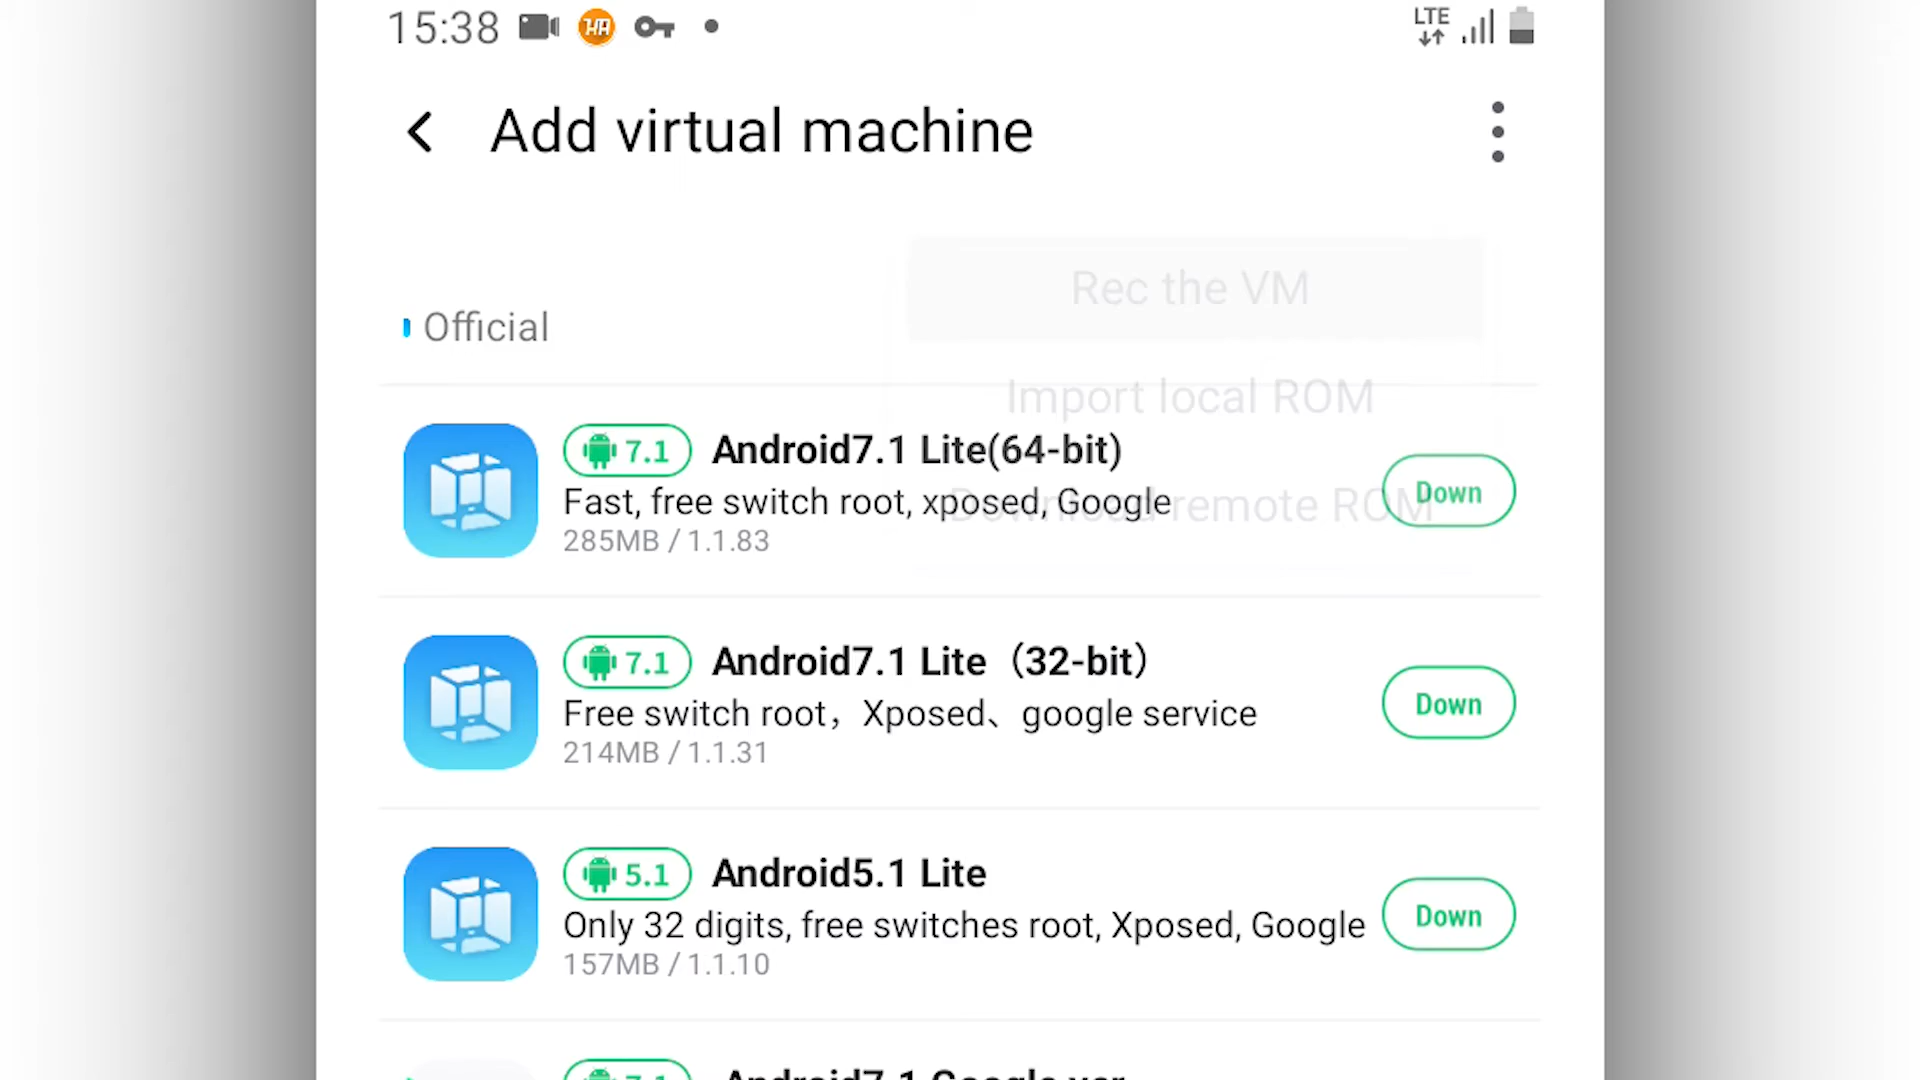 15:38
LTE
Add virtual machine
Rec the VM
Official
Import local ROM
7.1 Android7.1 Lite(64-bit)
Fast, free switch root, xposed, Google
Download remote ROM
Down
285MB / 1.1.83
7.1 Android7.1 Lite（32-bit）
Free switch root，Xposed、google service
Down
214MB / 1.1.31
5.1 Android5.1 Lite
Only 32 digits, free switches root, Xposed, Google
Down
157MB / 1.1.10
7.1 Android7.1 Google ver